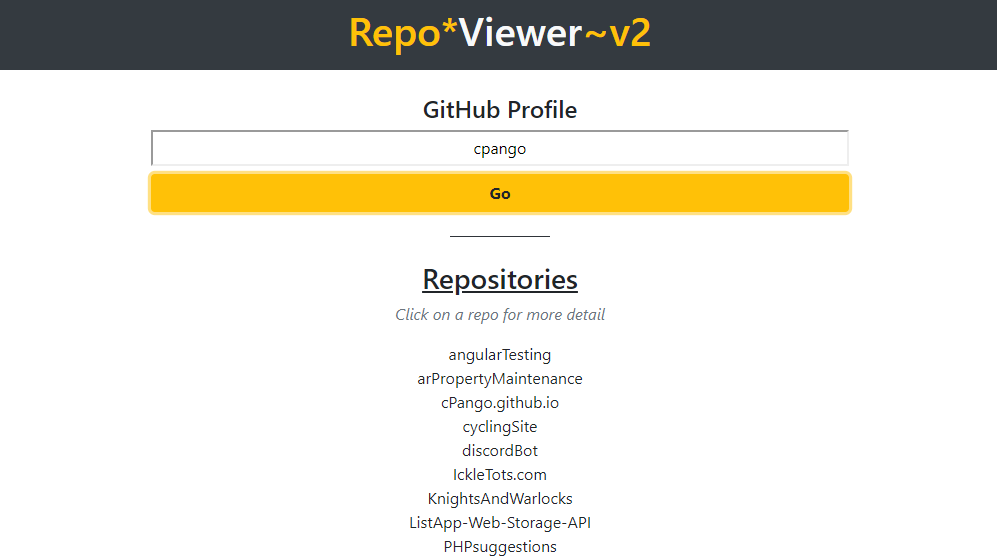 Repo*Viewer~v2
GitHub Profile
cpango
Go
Repositories
Click on a repo for more detail
angularTesting
arPropertyMaintenance
cPango.github.io
cyclingSite
discordBot
IckleTots.com
KnightsAndWarlocks
ListApp-Web-Storage-API
PHPsuggestions